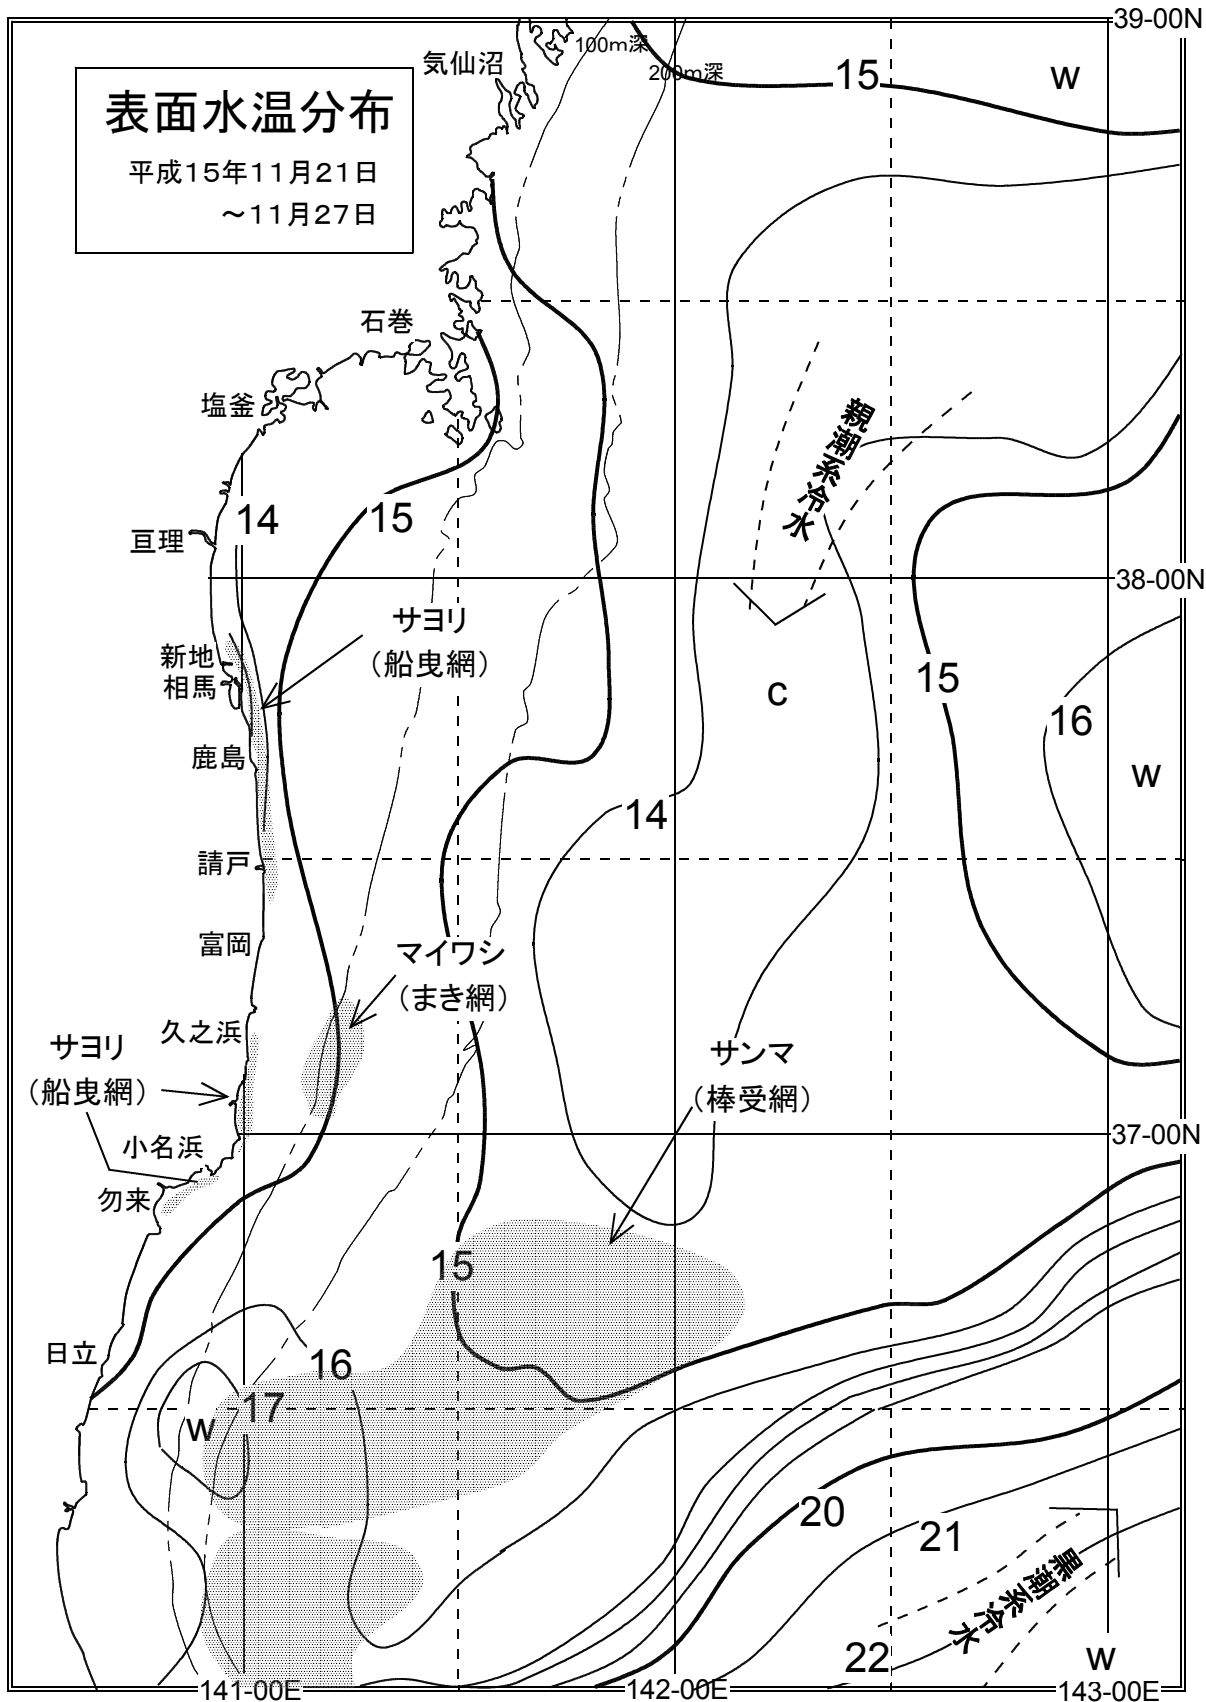 39-00N
100m深
気仙沼
200m深
15
W
表面水温分布
平成15年11月21日
～11月27日
石巻
塩釜
親潮系冷水
14
15
亘理
38-00N
サヨリ
（船曳網）
新地
相馬
15
C
16
鹿島
W
14
請戸
富岡
マイワシ
（まき網）
久之浜
サヨリ
（船曳網）
サンマ
（棒受網）
小名浜
37-00N
勿来
15
日立
16
17
W
20
21
黒潮系冷水
22
W
141-00E
142-00E
143-00E